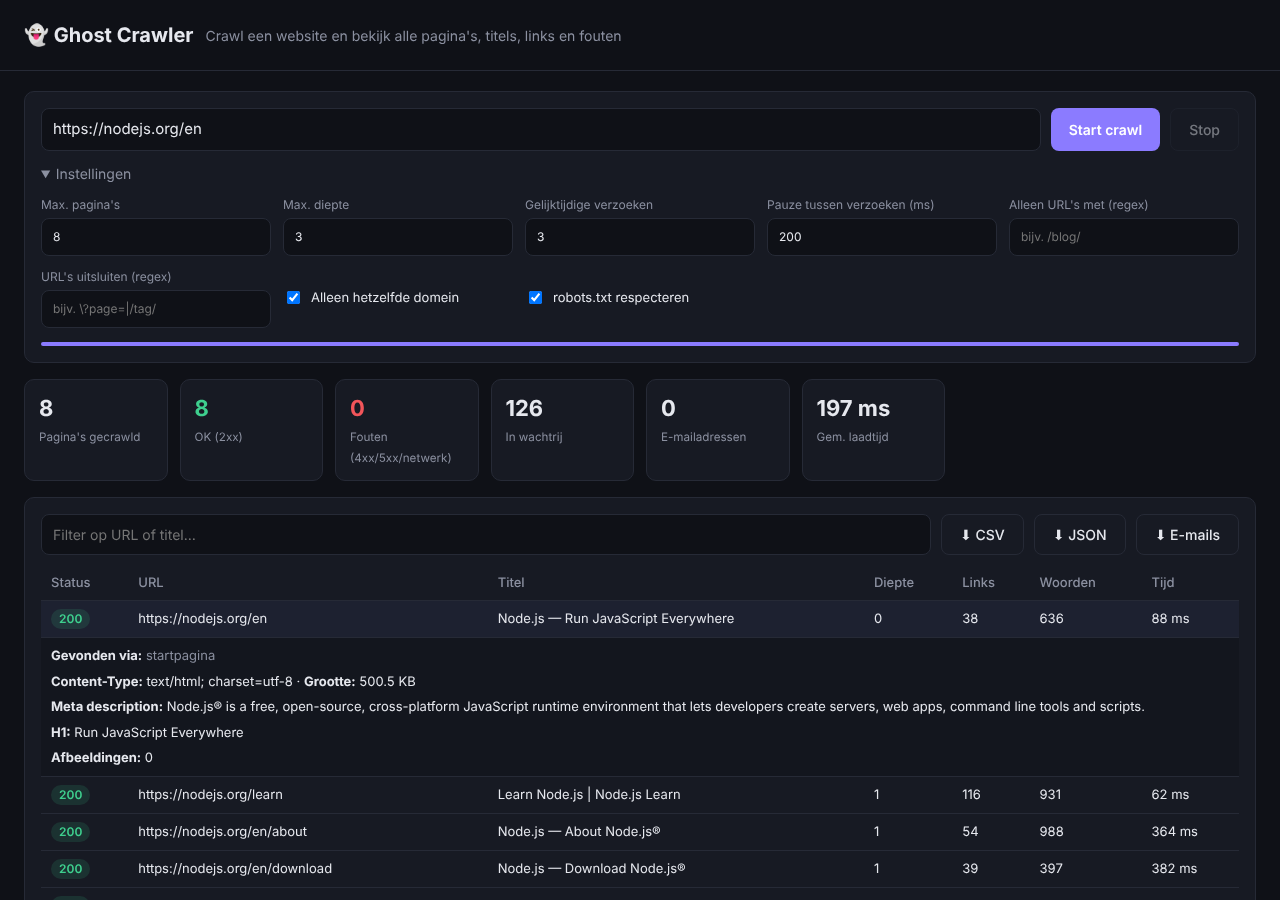 👻 Ghost Crawler Crawl een website en bekijk alle pagina's, titels, links en fouten
https://nodejs.org/en Start crawl Stop
▼ Instellingen
Max. pagina's Max. diepte Gelijktijdige verzoeken Pauze tussen verzoeken (ms) Alleen URL's met (regex)
8 3 3 200 bijv. /blog/
URL's uitsluiten (regex)
bijv. \?page=|/tag/ Alleen hetzelfde domein robots.txt respecteren
8 8 0 126 0 197 ms
Pagina's gecrawld OK (2xx) Fouten In wachtrij E-mailadressen Gem. laadtijd
(4xx/5xx/netwerk)
Filter op URL of titel... ⬇ CSV ⬇ JSON ⬇ E-mails
Status URL Titel Diepte Links Woorden Tijd
200 https://nodejs.org/en Node.js — Run JavaScript Everywhere 0 38 636 88 ms
Gevonden via: startpagina
Content-Type: text/html; charset=utf-8 · Grootte: 500.5 KB
Meta description: Node.js® is a free, open-source, cross-platform JavaScript runtime environment that lets developers create servers, web apps, command line tools and scripts.
H1: Run JavaScript Everywhere
Afbeeldingen: 0
200 https://nodejs.org/learn Learn Node.js | Node.js Learn 1 116 931 62 ms
200 https://nodejs.org/en/about Node.js — About Node.js® 1 54 988 364 ms
200 https://nodejs.org/en/download Node.js — Download Node.js® 1 39 397 382 ms